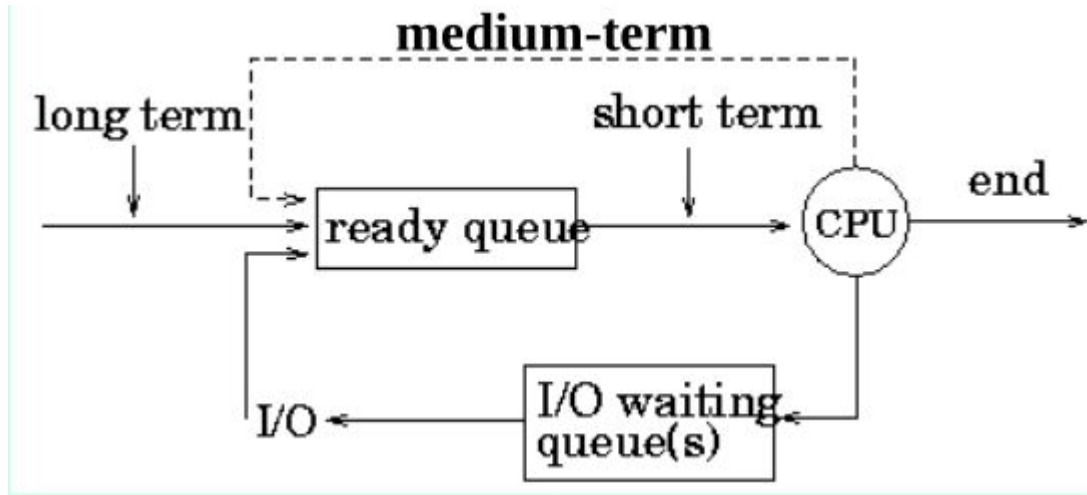 medium-term
long term
short term
end
ready queue
CPU
I/O
I/O waiting
queue(s)